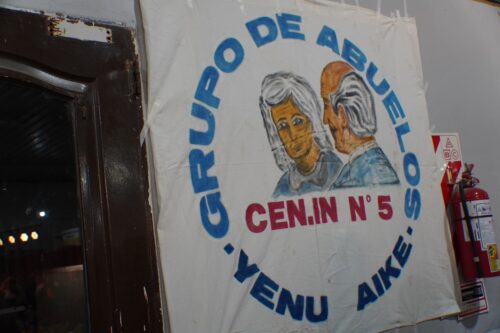 GRUPO DE ABUELOS
CEN.IN N° 5
· YENU AIKE ·